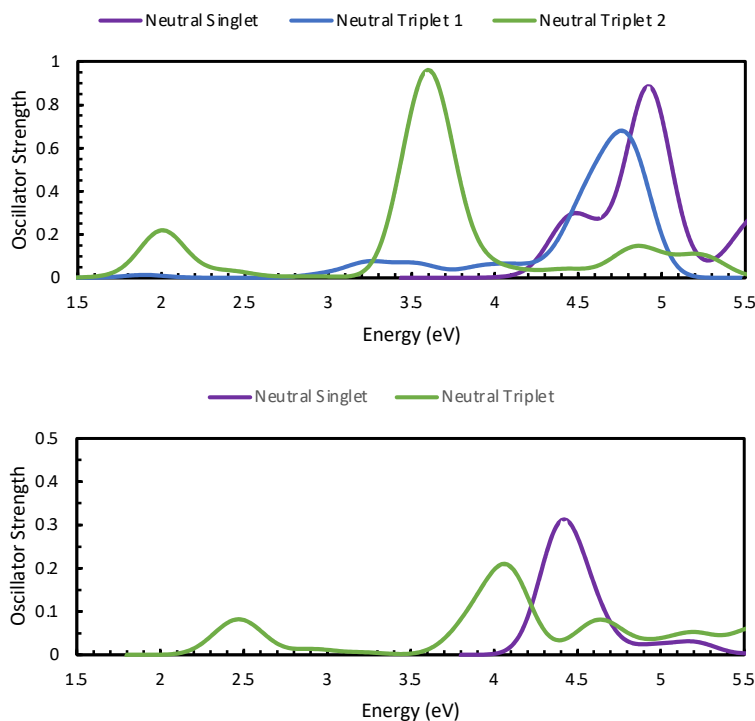 Neutral Singlet Neutral Triplet 1 Neutral Triplet 2
1
0.8
0.6
0.4
0.2
0
Oscillator Strength
1.5 2 2.5 3 3.5 4 4.5 5 5.5
Energy (eV)
Neutral Singlet Neutral Triplet
0.5
0.4
0.3
0.2
0.1
0
Oscillator Strength
1.5 2 2.5 3 3.5 4 4.5 5 5.5
Energy (eV)